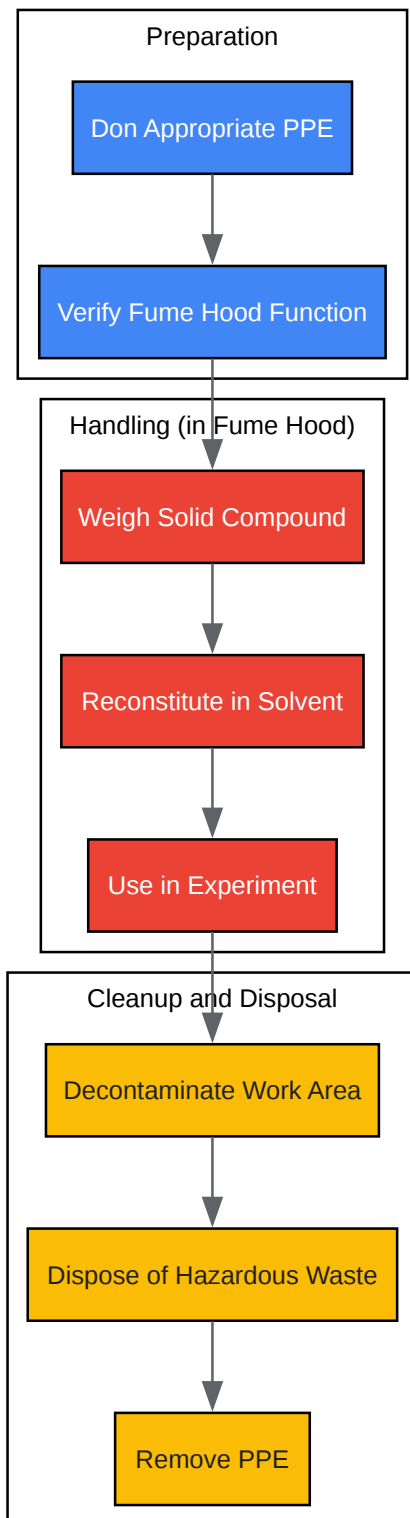 Preparation
Don Appropriate PPE
Verify Fume Hood Function
Handling (in Fume Hood)
Weigh Solid Compound
Reconstitute in Solvent
Use in Experiment
Cleanup and Disposal
Decontaminate Work Area
Dispose of Hazardous Waste
Remove PPE